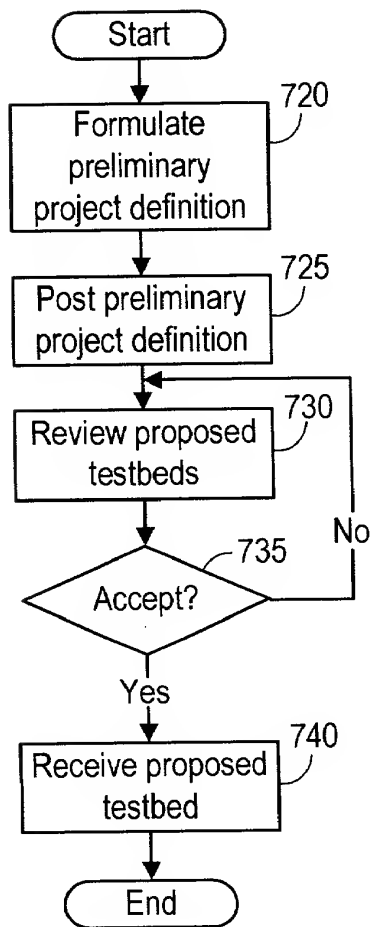 Start
720
Formulate
preliminary
project definition
725
Post preliminary
project definition
730
Review proposed
testbeds
No
735
Accept?
Yes
740
Receive proposed
testbed
End